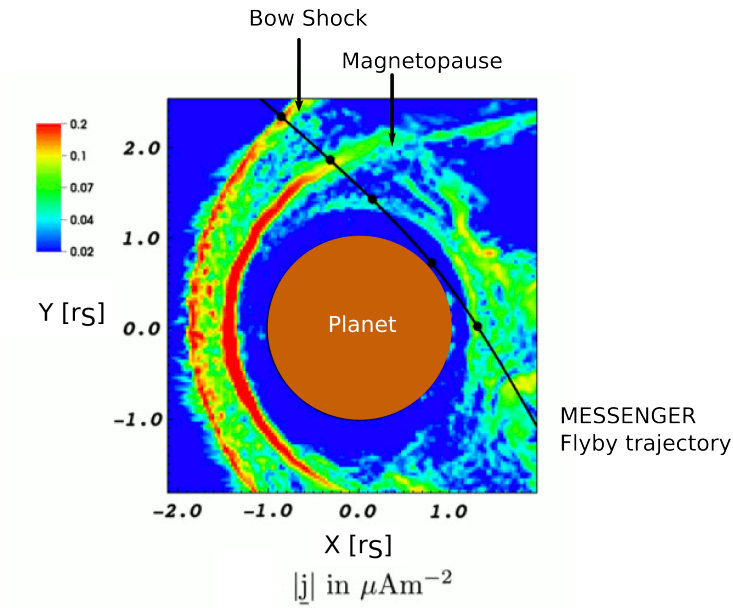 Bow Shock
Magnetopause
0.2
0.1
0.07
0.04
0.02
2.0
1.0
0.0
-1.0
Y [rS]
Planet
MESSENGER
Flyby trajectory
-2.0 -1.0 0.0 1.0
X [rS]
|j| in μAm⁻²